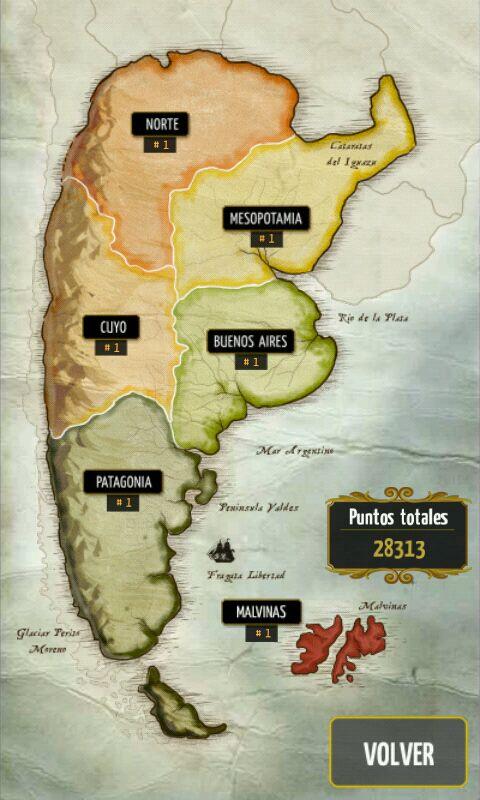 NORTE
# 1
Cataratas
del Iguazu
MESOPOTAMIA
# 1
CUYO
# 1
Rio de la Plata
BUENOS AIRES
# 1
Mar Argentino
PATAGONIA
# 1
Peninsula Valdes
Puntos totales
28313
Fragata Libertad
MALVINAS
# 1
Malvinas
Glaciar Perito
Moreno
VOLVER